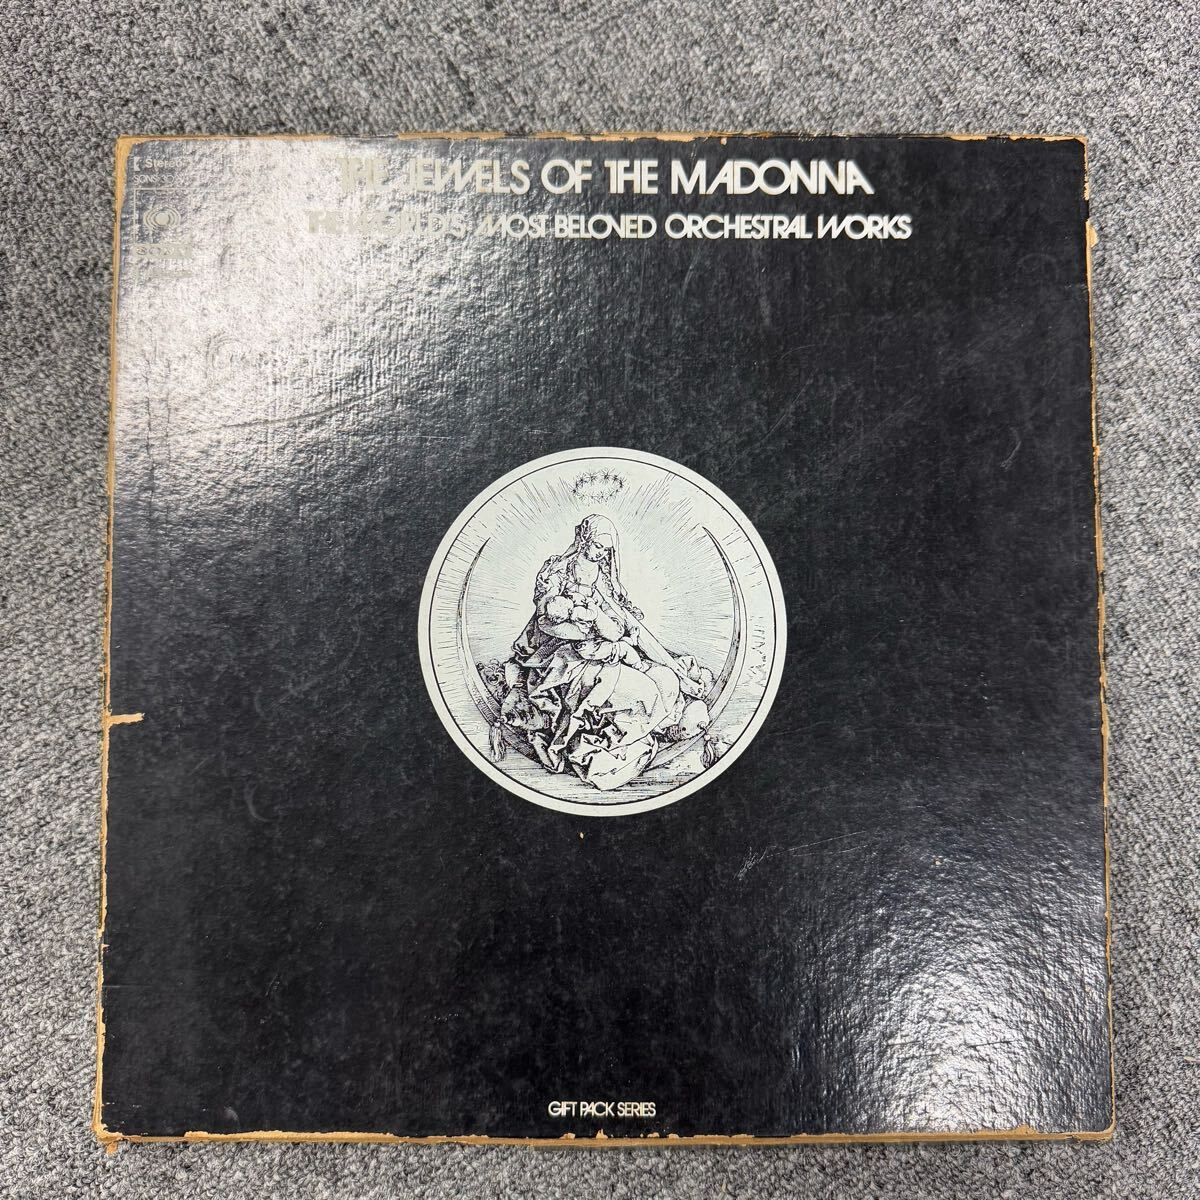 Stereo
THE JEWELS OF THE MADONNA
THE WORLD'S MOST BELOVED ORCHESTRAL WORKS
GIFT PACK SERIES